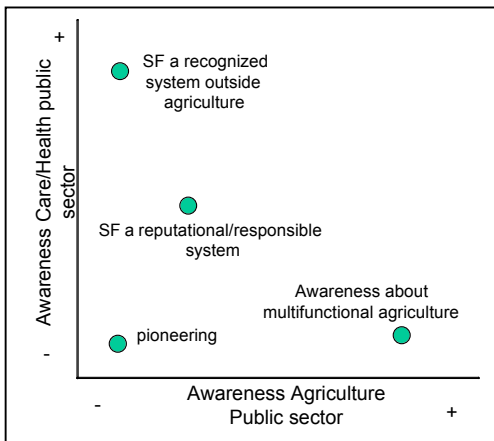 +
SF a recognized
system outside
agriculture
Awareness Care/Health public
sector
SF a reputational/responsible
system
Awareness about
multifunctional agriculture
pioneering
-
-
Awareness Agriculture
Public sector
+